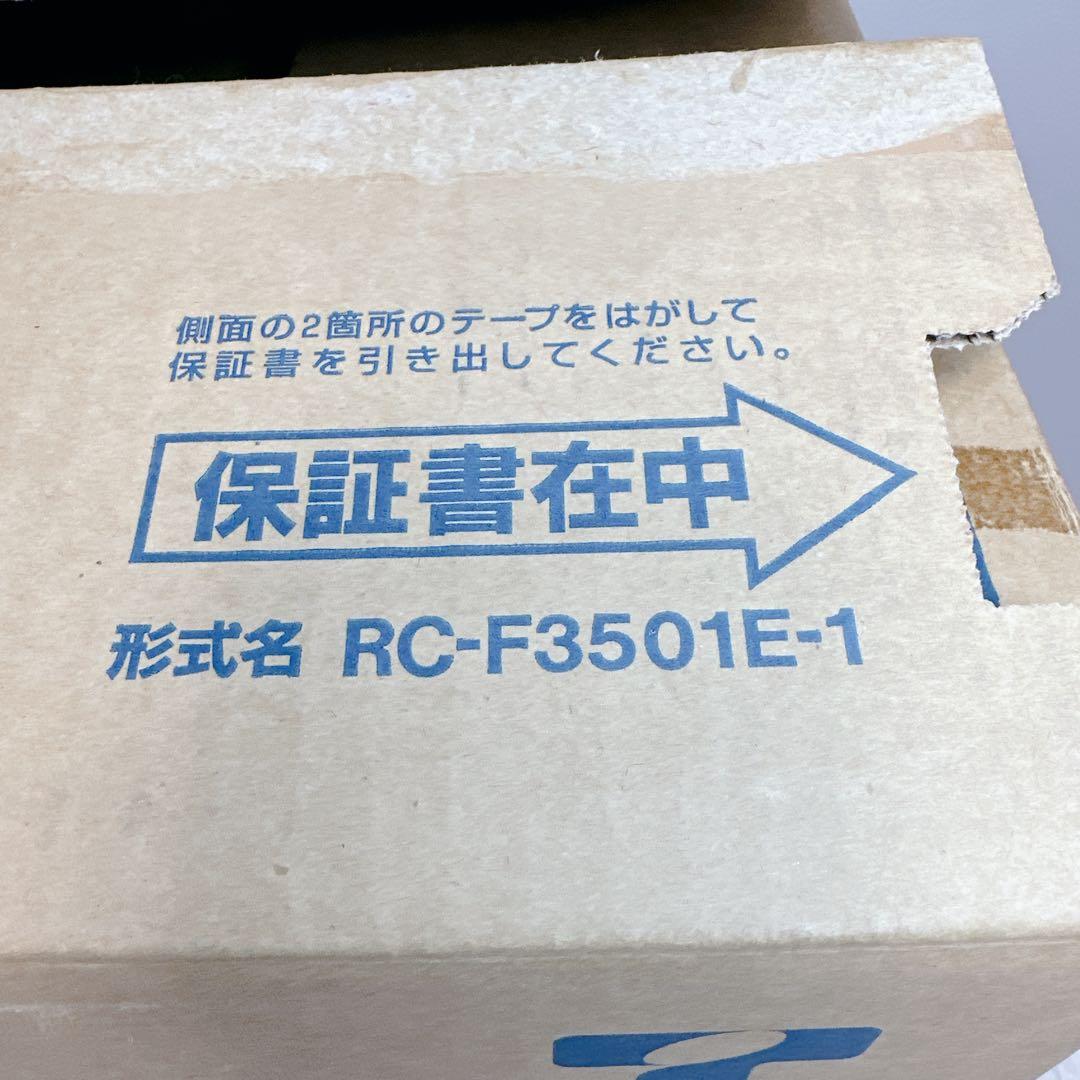 側面の2箇所のテープをはがして
保証書を引き出してください。
保証書在中
形式名 RC-F3501E-1